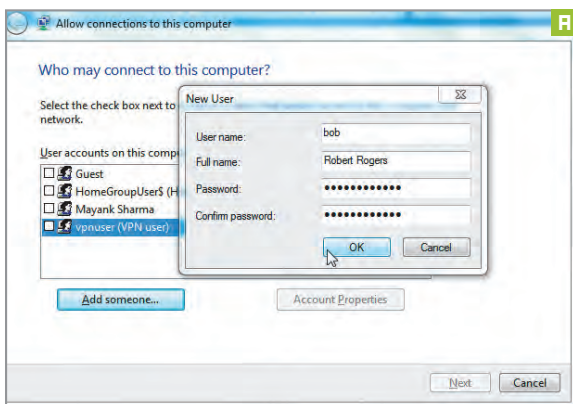 Allow connections to this computer
A
Who may connect to this computer?
Select the check box next to
network.
User accounts on this comp
Guest
HomeGroupUser$ (H
Mayank Sharma
vpnuser (VPN user)
New User
User name:
bob
Full name:
Robert Rogers
Password:
●●●●●●●●●●●●
Confirm password:
●●●●●●●●●●●●
OK
Cancel
Add someone...
Account Properties
Next
Cancel